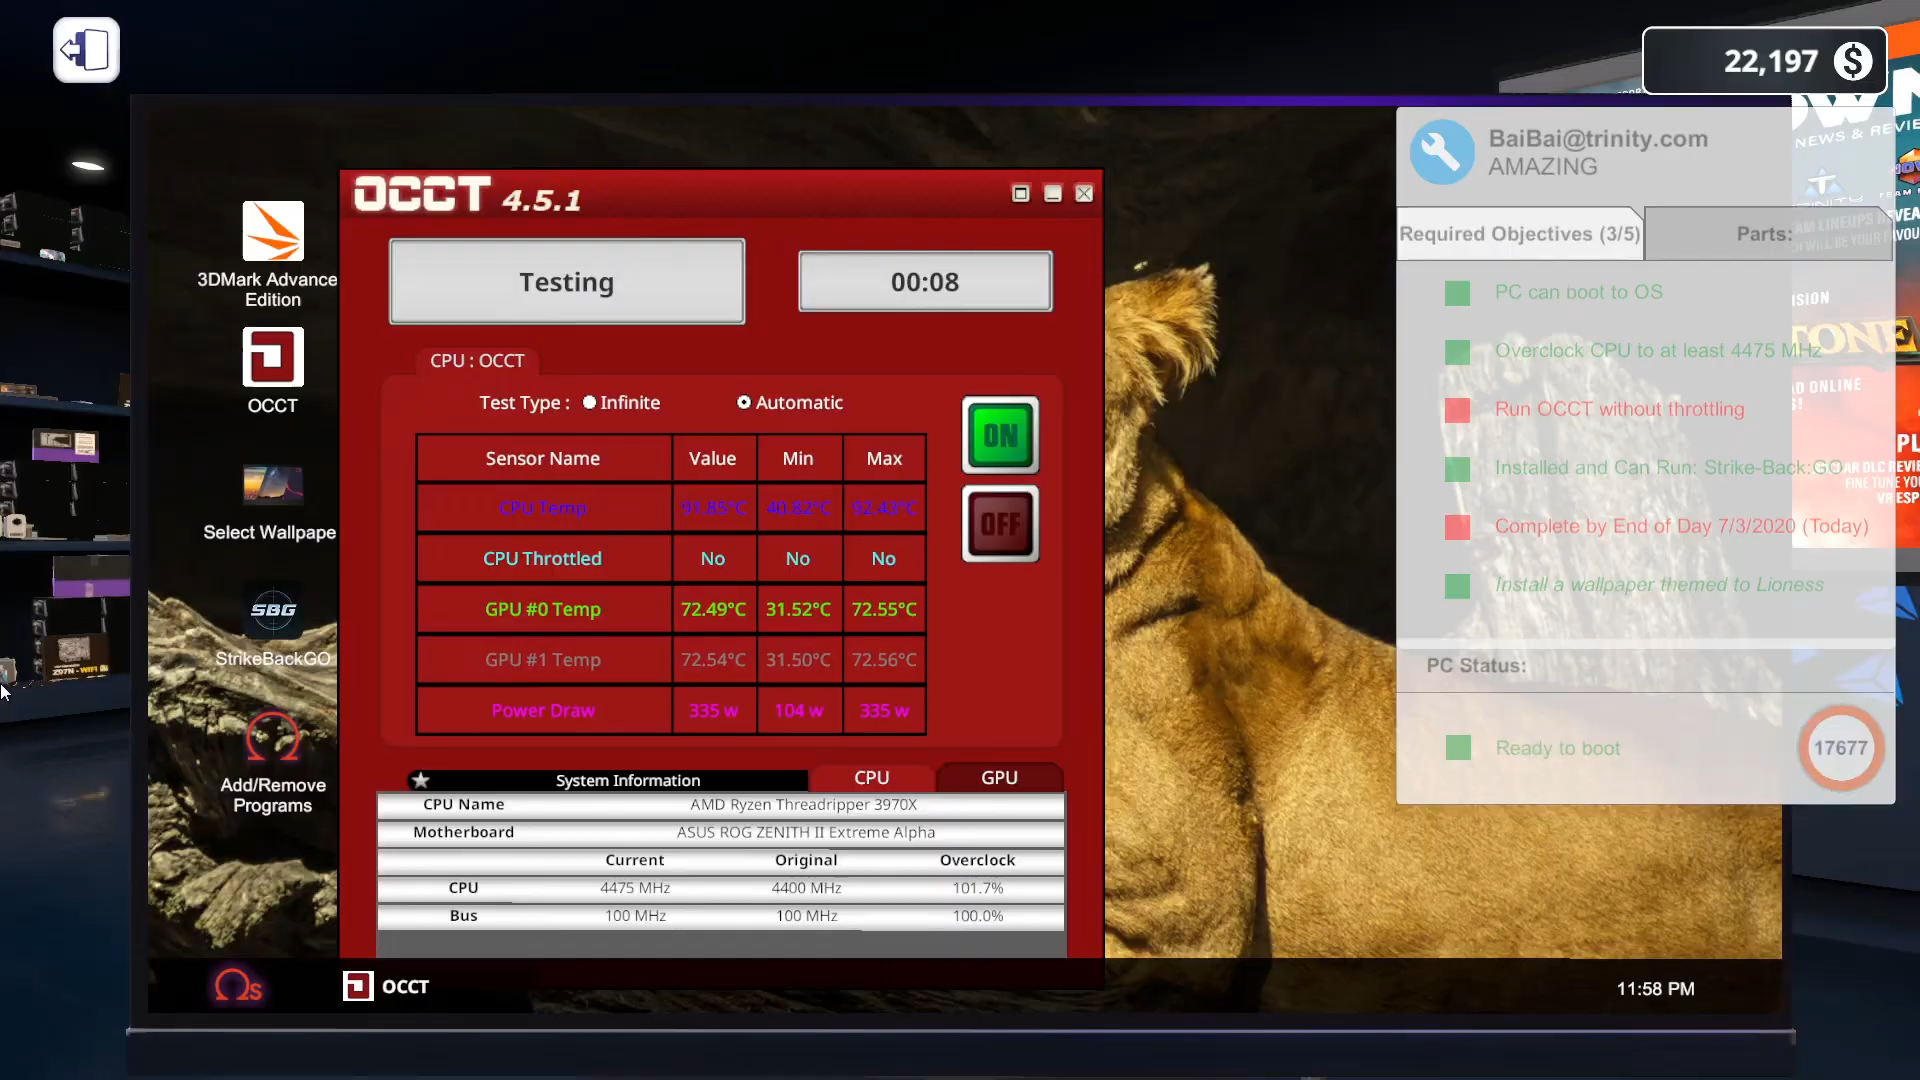 22,197
BaiBai@trinity.com
AMAZING
Required Objectives (3/5)
Parts:
PC can boot to OS
Overclock CPU to at least 4475 MHz
Run OCCT without throttling
Installed and Can Run: Strike-Back:GO
Complete by End of Day 7/3/2020 (Today)
Install a wallpaper themed to Lioness
PC Status:
Ready to boot
17677
3DMark Advance
Edition
OCCT
Select Wallpape
SBG
StrikeBackGO
Add/Remove
Programs
OCCT 4.5.1
Testing
00:08
CPU : OCCT
Test Type : Infinite Automatic
ON
OFF
Sensor Name Value Min Max
CPU Temp 91.85°C 40.82°C 92.43°C
CPU Throttled No No No
GPU #0 Temp 72.49°C 31.52°C 72.55°C
GPU #1 Temp 72.54°C 31.50°C 72.56°C
Power Draw 335 w 104 w 335 w
System Information CPU GPU
CPU Name AMD Ryzen Threadripper 3970X
Motherboard ASUS ROG ZENITH II Extreme Alpha
Current Original Overclock
CPU 4475 MHz 4400 MHz 101.7%
Bus 100 MHz 100 MHz 100.0%
Ωs
OCCT
11:58 PM
NEWS & REVIE